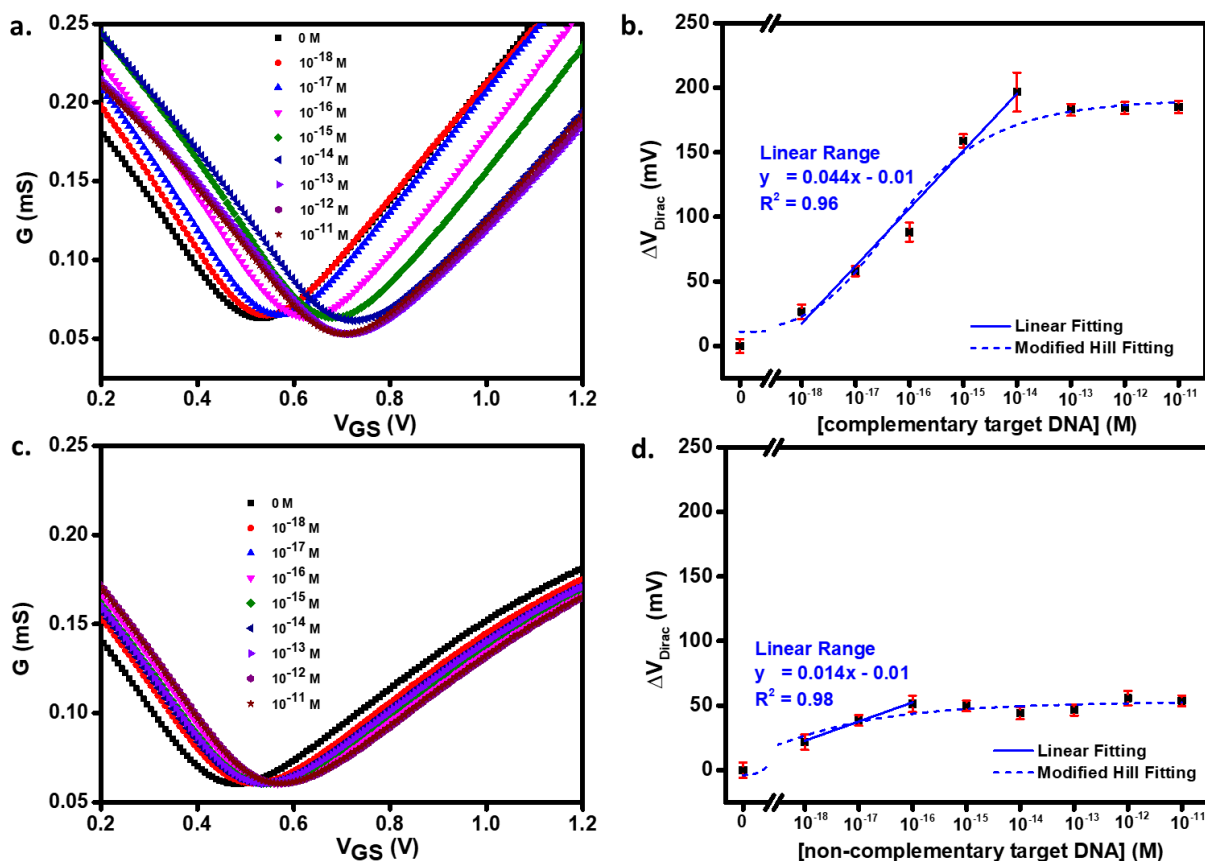 a.
0.25
0.20
0.15
0.10
0.05
G (mS)
0 M
10⁻¹⁸ M
10⁻¹⁷ M
10⁻¹⁶ M
10⁻¹⁵ M
10⁻¹⁴ M
10⁻¹³ M
10⁻¹² M
10⁻¹¹ M
0.2 0.4 0.6 0.8 1.0 1.2
V_GS (V)
b.
250
200
150
100
50
0
ΔV_Dirac (mV)
Linear Range
y = 0.044x - 0.01
R² = 0.96
Linear Fitting
Modified Hill Fitting
0 10⁻¹⁸ 10⁻¹⁷ 10⁻¹⁶ 10⁻¹⁵ 10⁻¹⁴ 10⁻¹³ 10⁻¹² 10⁻¹¹
[complementary target DNA] (M)
c.
0.25
0.20
0.15
0.10
0.05
G (mS)
0 M
10⁻¹⁸ M
10⁻¹⁷ M
10⁻¹⁶ M
10⁻¹⁵ M
10⁻¹⁴ M
10⁻¹³ M
10⁻¹² M
10⁻¹¹ M
0.2 0.4 0.6 0.8 1.0 1.2
V_GS (V)
d.
250
200
150
100
50
0
ΔV_Dirac (mV)
Linear Range
y = 0.014x - 0.01
R² = 0.98
Linear Fitting
Modified Hill Fitting
0 10⁻¹⁸ 10⁻¹⁷ 10⁻¹⁶ 10⁻¹⁵ 10⁻¹⁴ 10⁻¹³ 10⁻¹² 10⁻¹¹
[non-complementary target DNA] (M)